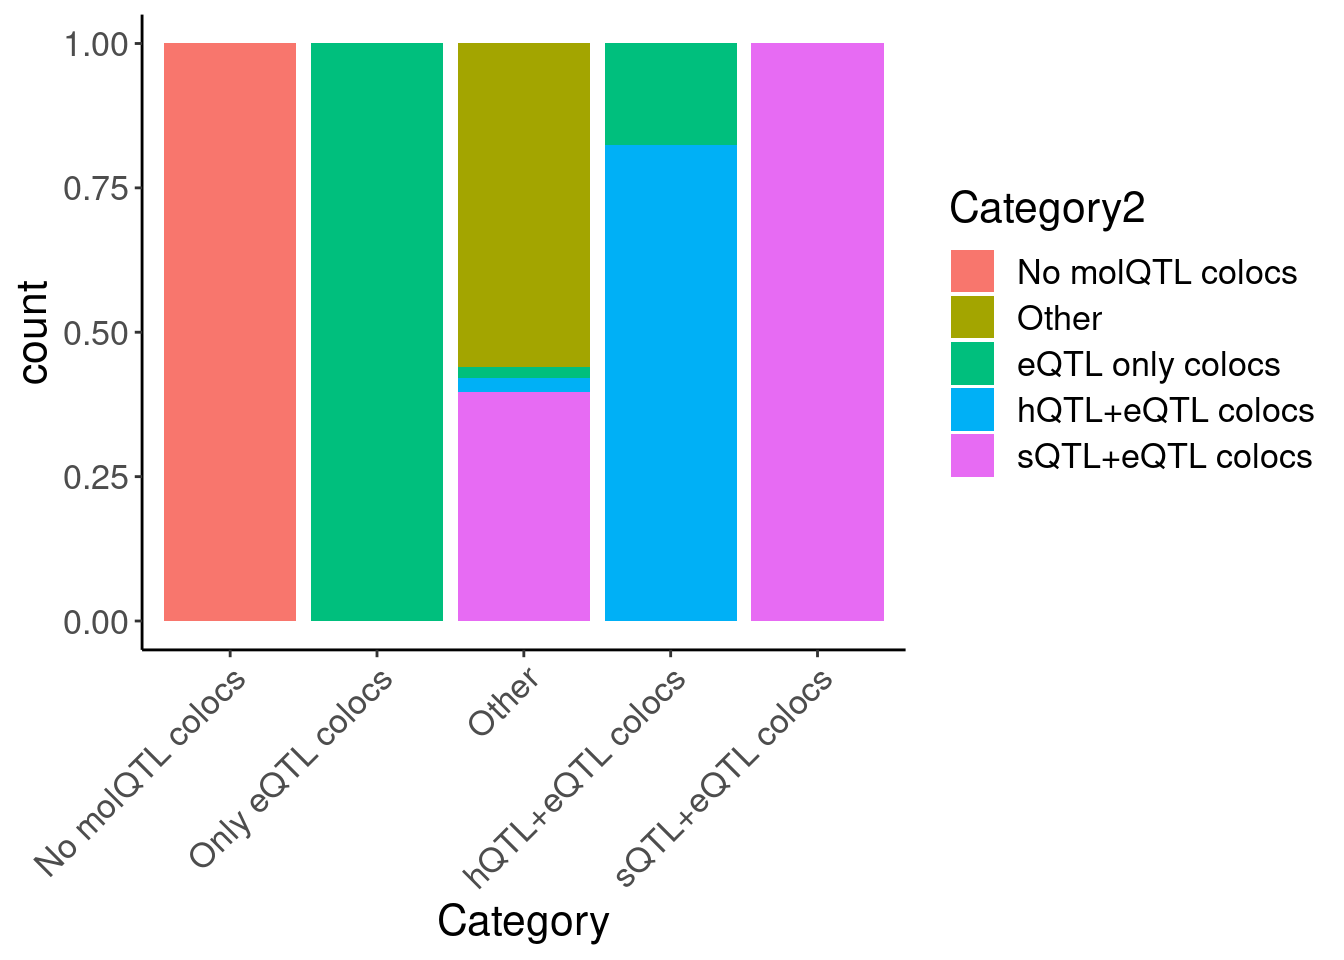 count
1.00
0.75
0.50
0.25
0.00
No molQTL colocs
Only eQTL colocs
Other
hQTL+eQTL colocs
sQTL+eQTL colocs
Category
Category2
No molQTL colocs
Other
eQTL only colocs
hQTL+eQTL colocs
sQTL+eQTL colocs